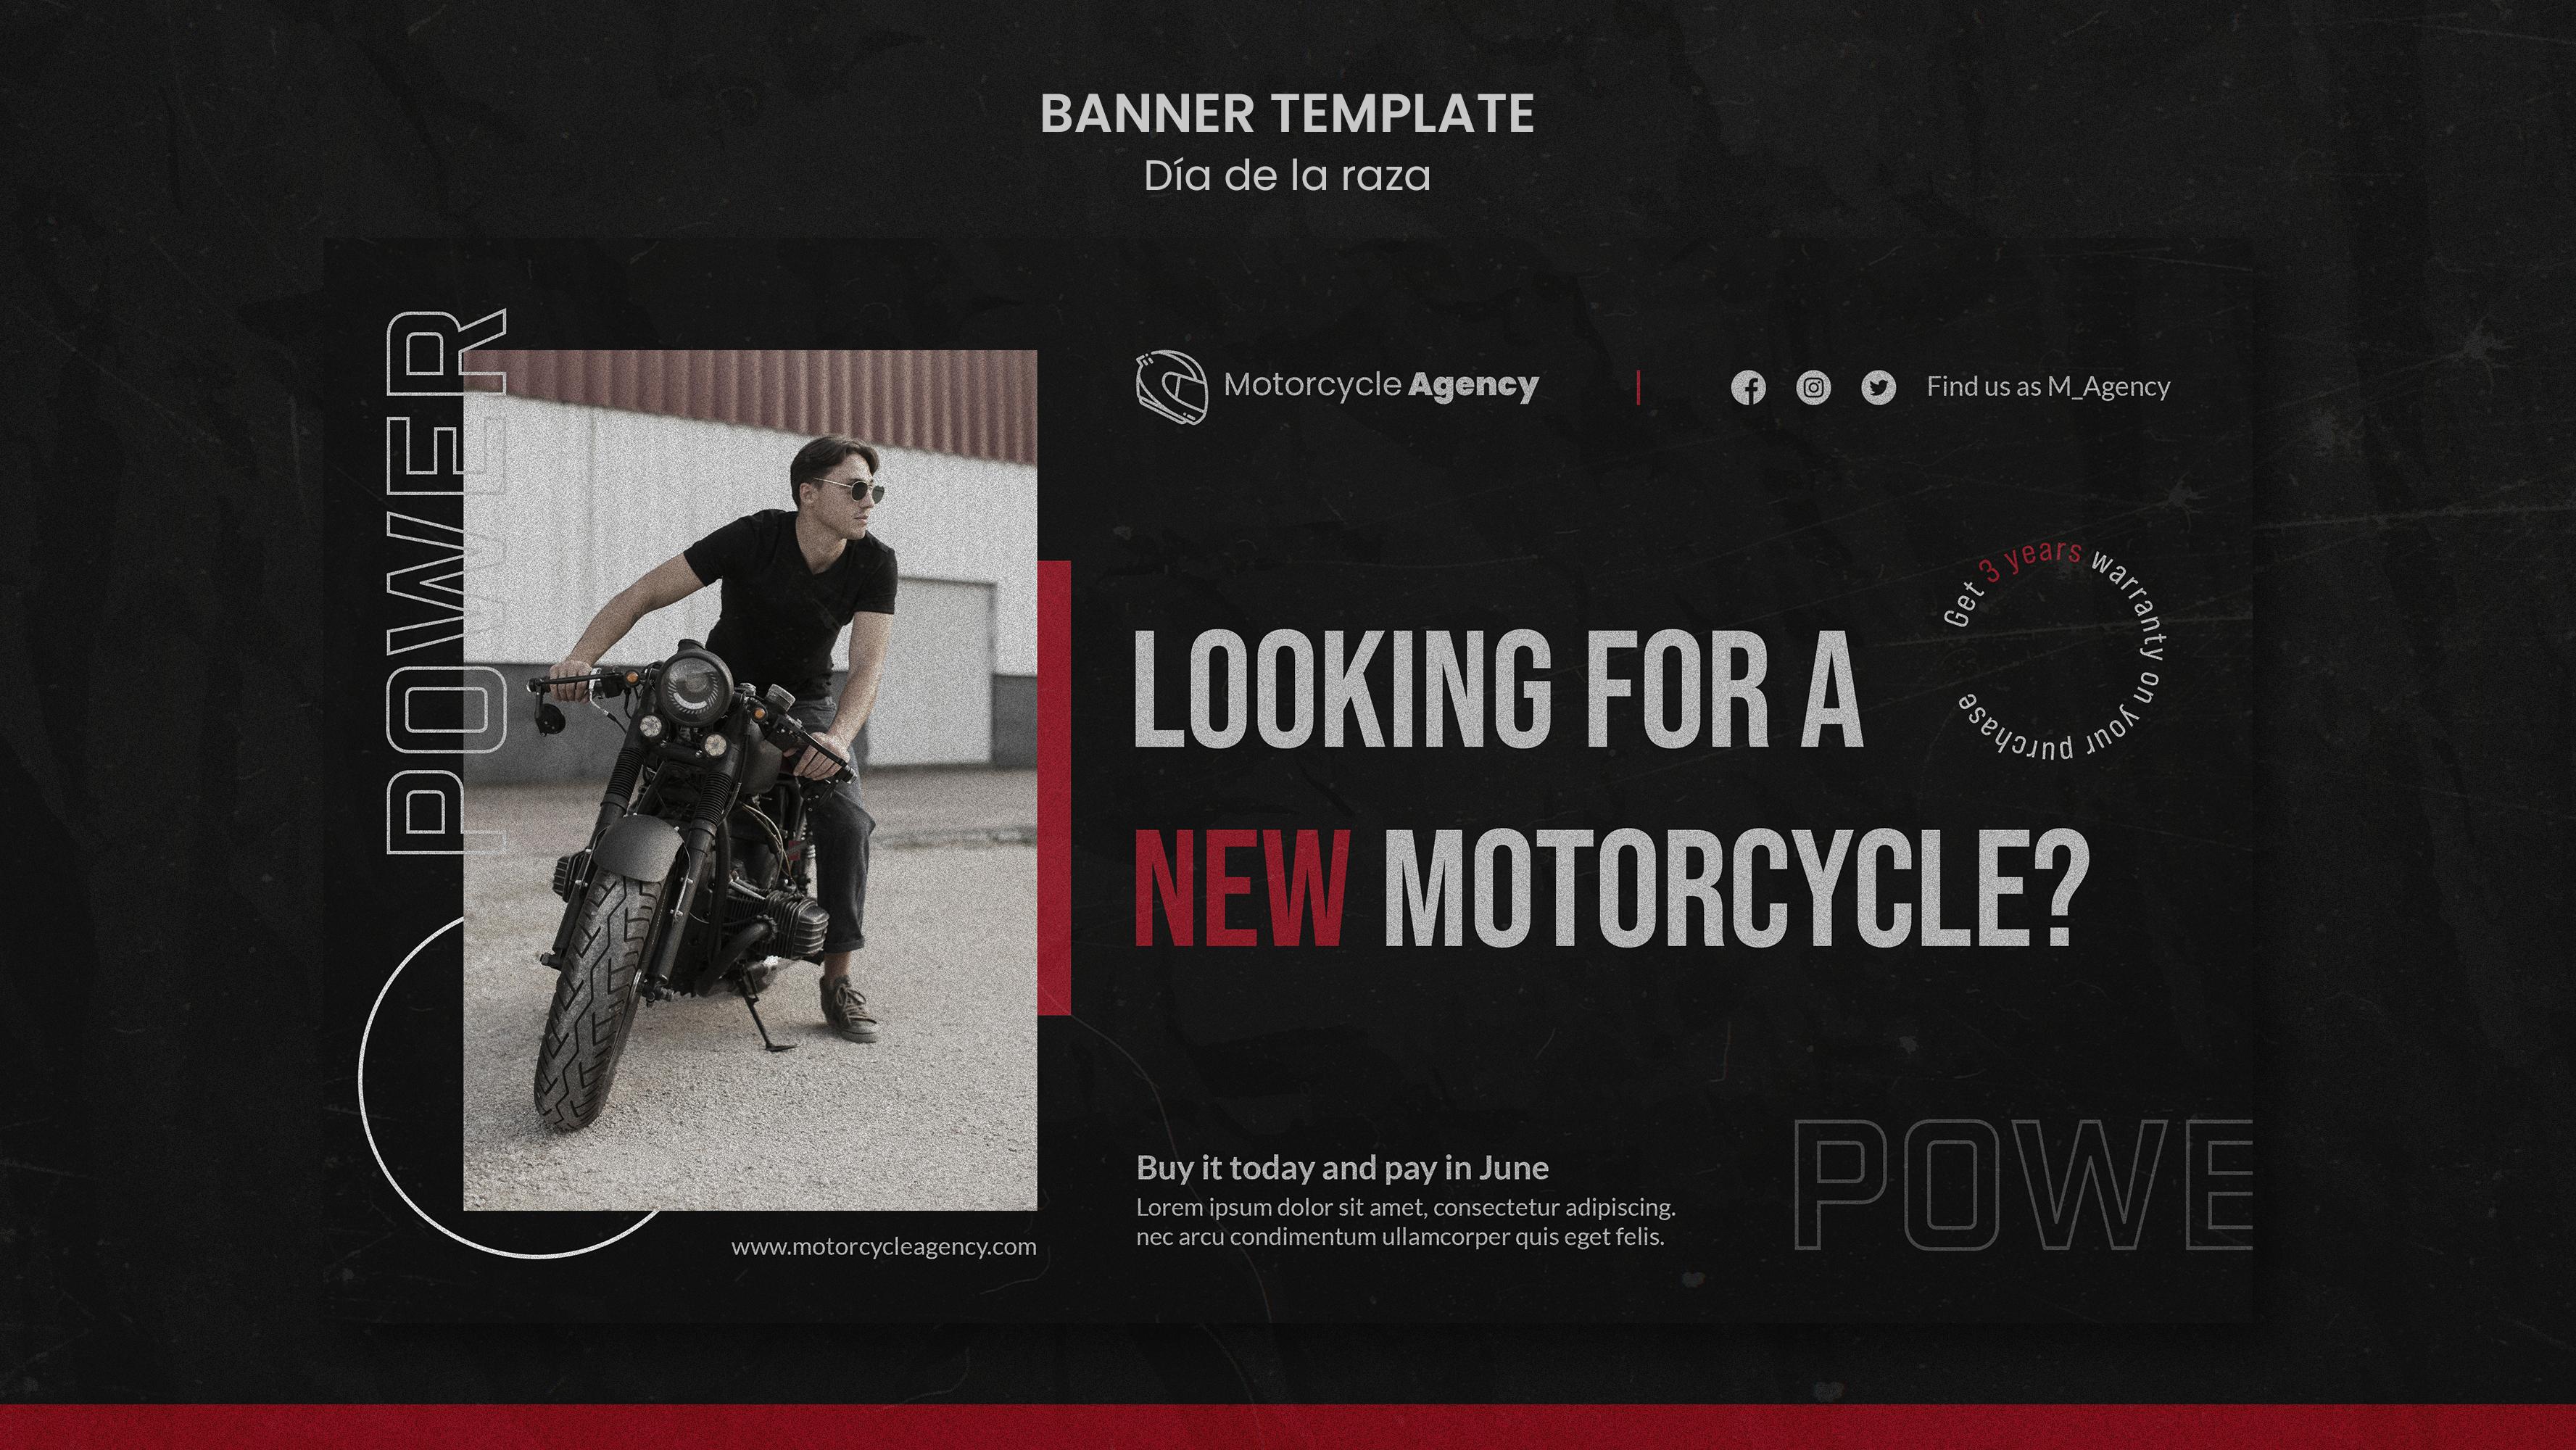 BANNER TEMPLATE
Día de la raza
POWER
Motorcycle Agency
Find us as M_Agency
Get 3 years warranty on your purchase
LOOKING FOR A
NEW MOTORCYCLE?
Buy it today and pay in June
Lorem ipsum dolor sit amet, consectetur adipiscing.
nec arcu condimentum ullamcorper quis eget felis.
www.motorcycleagency.com
POWE